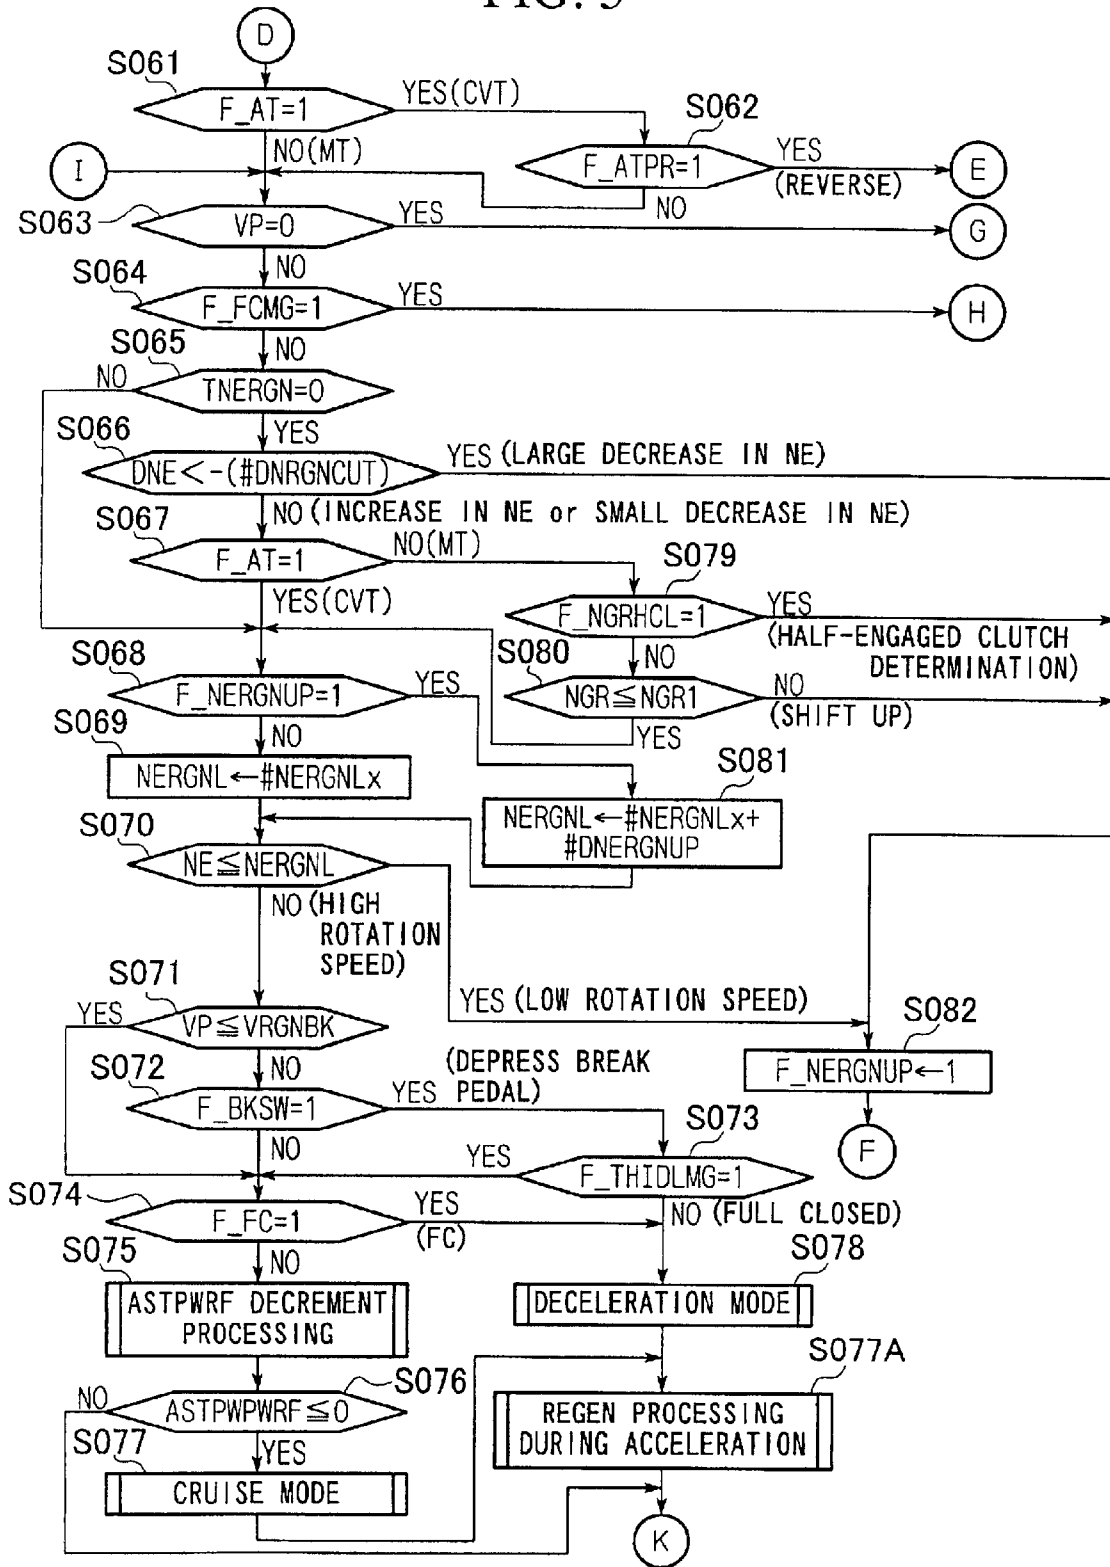 FIG. 5
D
S061
F_AT=1
YES(CVT)
S062
NO(MT)
I
F_ATPR=1
YES
(REVERSE)
E
NO
S063
VP=0
YES
G
NO
S064
F_FCMG=1
YES
H
NO
S065
NO
TNERGN=0
YES
S066
DNE<-(#DNRGNCUT)
YES (LARGE DECREASE IN NE)
NO (INCREASE IN NE or SMALL DECREASE IN NE)
S067
F_AT=1
NO(MT)
S079
YES(CVT)
F_NGRHCL=1
YES
(HALF-ENGAGED CLUTCH
DETERMINATION)
NO
S080
S068
F_NERGNUP=1
YES
NGR≦NGR1
NO
(SHIFT UP)
YES
NO
S069
NERGNL←#NERGNLx
S081
NERGNL←#NERGNLx+
#DNERGNUP
S070
NE≦NERGNL
NO (HIGH
ROTATION
SPEED)
YES (LOW ROTATION SPEED)
S071
YES
VP≦VRGNBK
S082
F_NERGNUP←1
F
NO
S072
F_BKSW=1
(DEPRESS BREAK
YES PEDAL)
S073
NO
YES
F_THIDLMG=1
S074
F_FC=1
YES
(FC)
NO (FULL CLOSED)
NO
S075
ASTPWRF DECREMENT
PROCESSING
S078
DECELERATION MODE
S076
S077A
NO
ASTPWPWRF≦0
REGEN PROCESSING
DURING ACCELERATION
S077
YES
CRUISE MODE
K